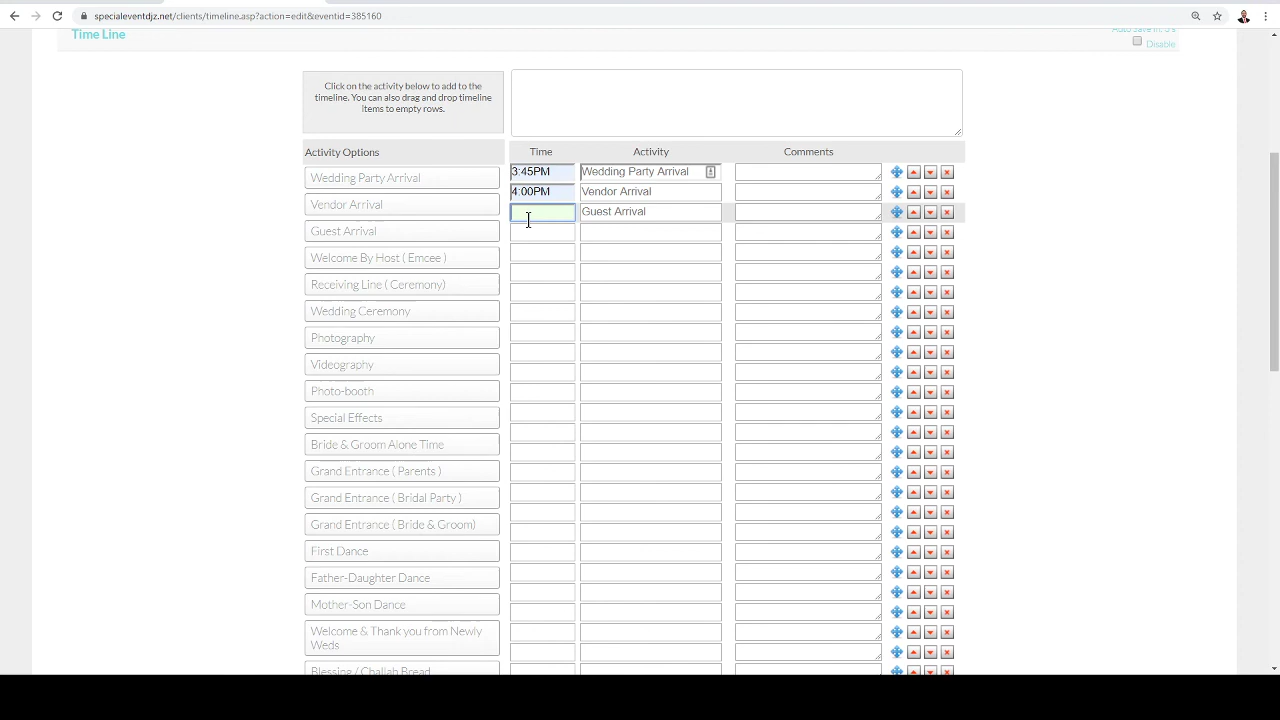 specialeventdjz.net/clients/timeline.asp?action=edit&eventid=385160
Time Line
Disable
Click on the activity below to add to the
timeline. You can also drag and drop timeline
items to empty rows.
Activity Options
Time Activity Comments
3:45PM Wedding Party Arrival
4:00PM Vendor Arrival
Guest Arrival
Wedding Party Arrival
Vendor Arrival
Guest Arrival
Welcome By Host ( Emcee )
Receiving Line ( Ceremony)
Wedding Ceremony
Photography
Videography
Photo-booth
Special Effects
Bride & Groom Alone Time
Grand Entrance ( Parents )
Grand Entrance ( Bridal Party )
Grand Entrance ( Bride & Groom)
First Dance
Father-Daughter Dance
Mother-Son Dance
Welcome & Thank you from Newly
Weds
Blessing / Challah Bread